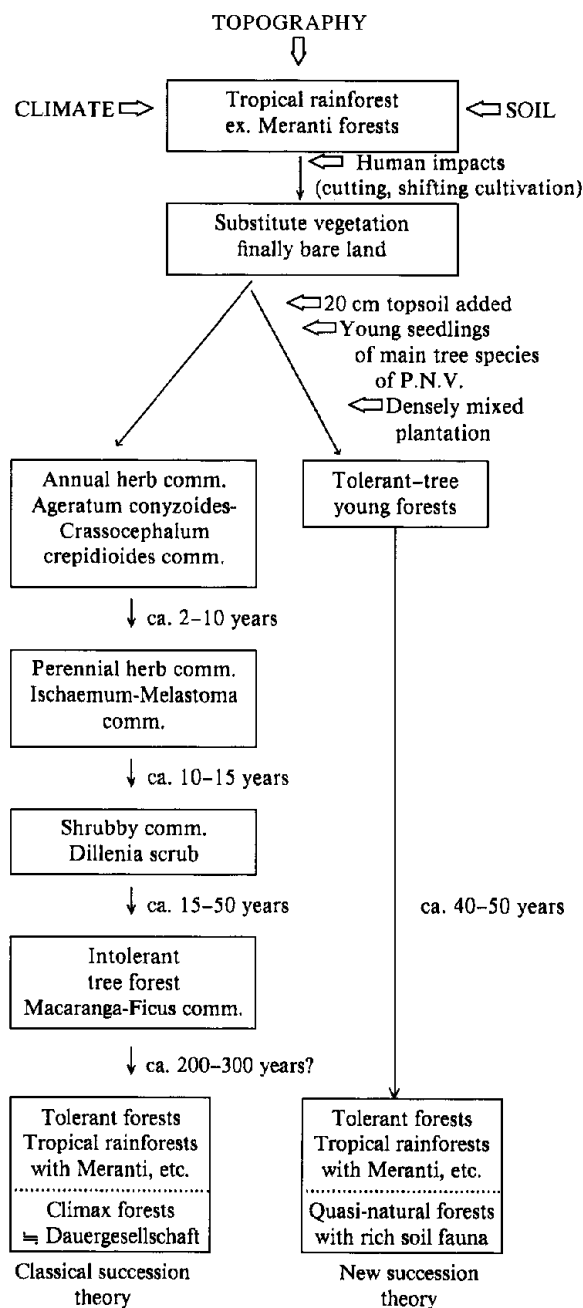 TOPOGRAPHY
CLIMATE
Tropical rainforest
ex. Meranti forests
SOIL
Human impacts
(cutting, shifting cultivation)
Substitute vegetation
finally bare land
20 cm topsoil added
Young seedlings
of main tree species
of P.N.V.
Densely mixed
plantation
Annual herb comm.
Ageratum conyzoides-
Crassocephalum
crepidioides comm.
Tolerant-tree
young forests
ca. 2-10 years
Perennial herb comm.
Ischaemum-Melastoma
comm.
ca. 10-15 years
Shrubby comm.
Dillenia scrub
ca. 15-50 years
ca. 40-50 years
Intolerant
tree forest
Macaranga-Ficus comm.
ca. 200-300 years?
Tolerant forests
Tropical rainforests
with Meranti, etc.
Climax forests
≒ Dauergesellschaft
Classical succession
theory
Tolerant forests
Tropical rainforests
with Meranti, etc.
Quasi-natural forests
with rich soil fauna
New succession
theory